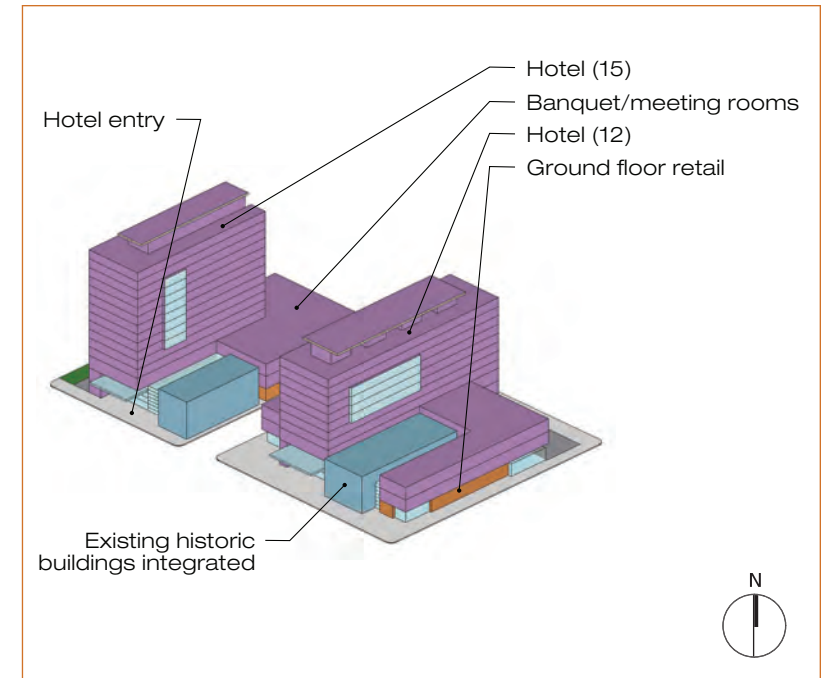 Hotel (15)
Banquet/meeting rooms
Hotel entry
Hotel (12)
Ground floor retail
Existing historic
buildings integrated
N